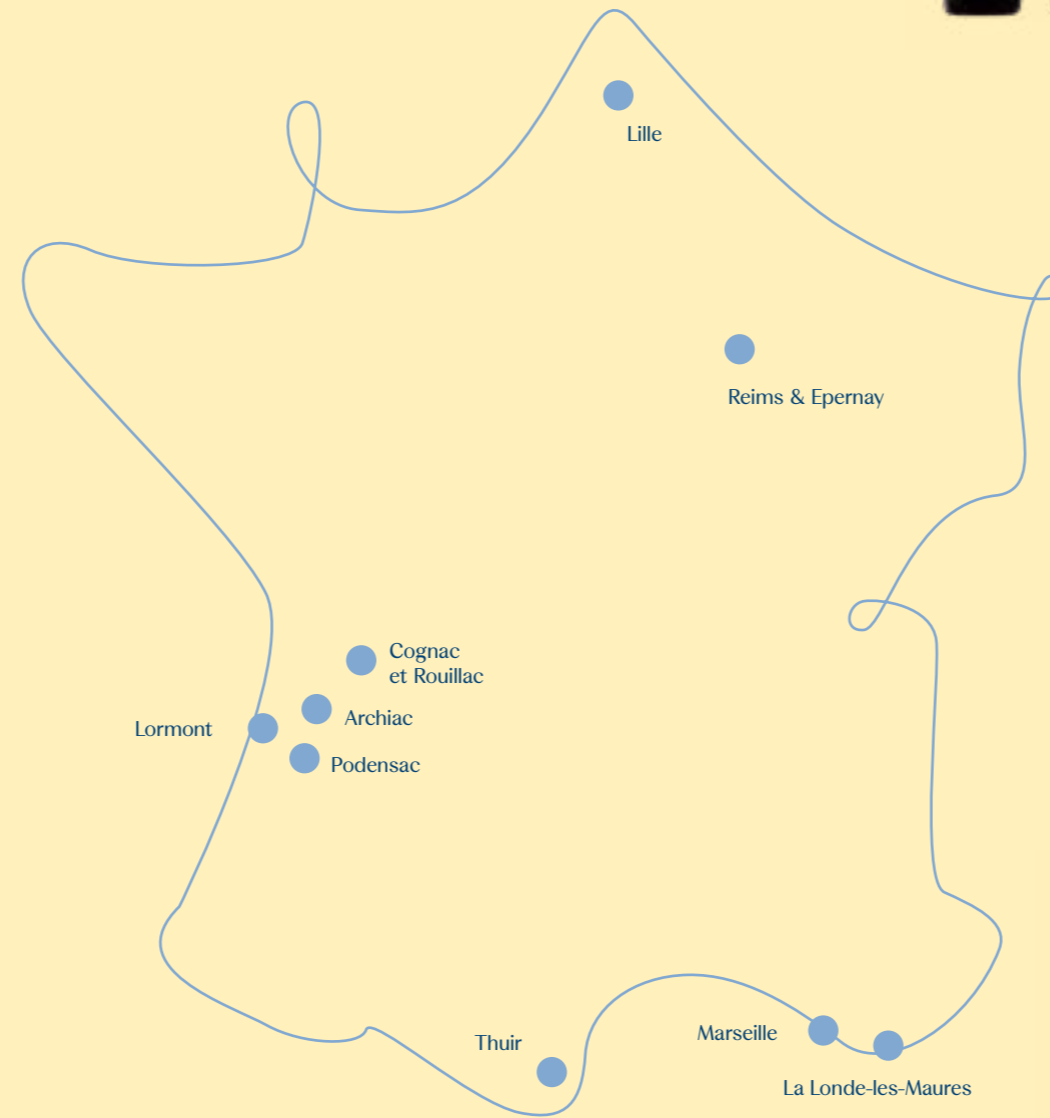 Lille
Reims & Epernay
Cognac
et Rouillac
Archiac
Lormont
Podensac
Thuir
Marseille
La Londe-les-Maures